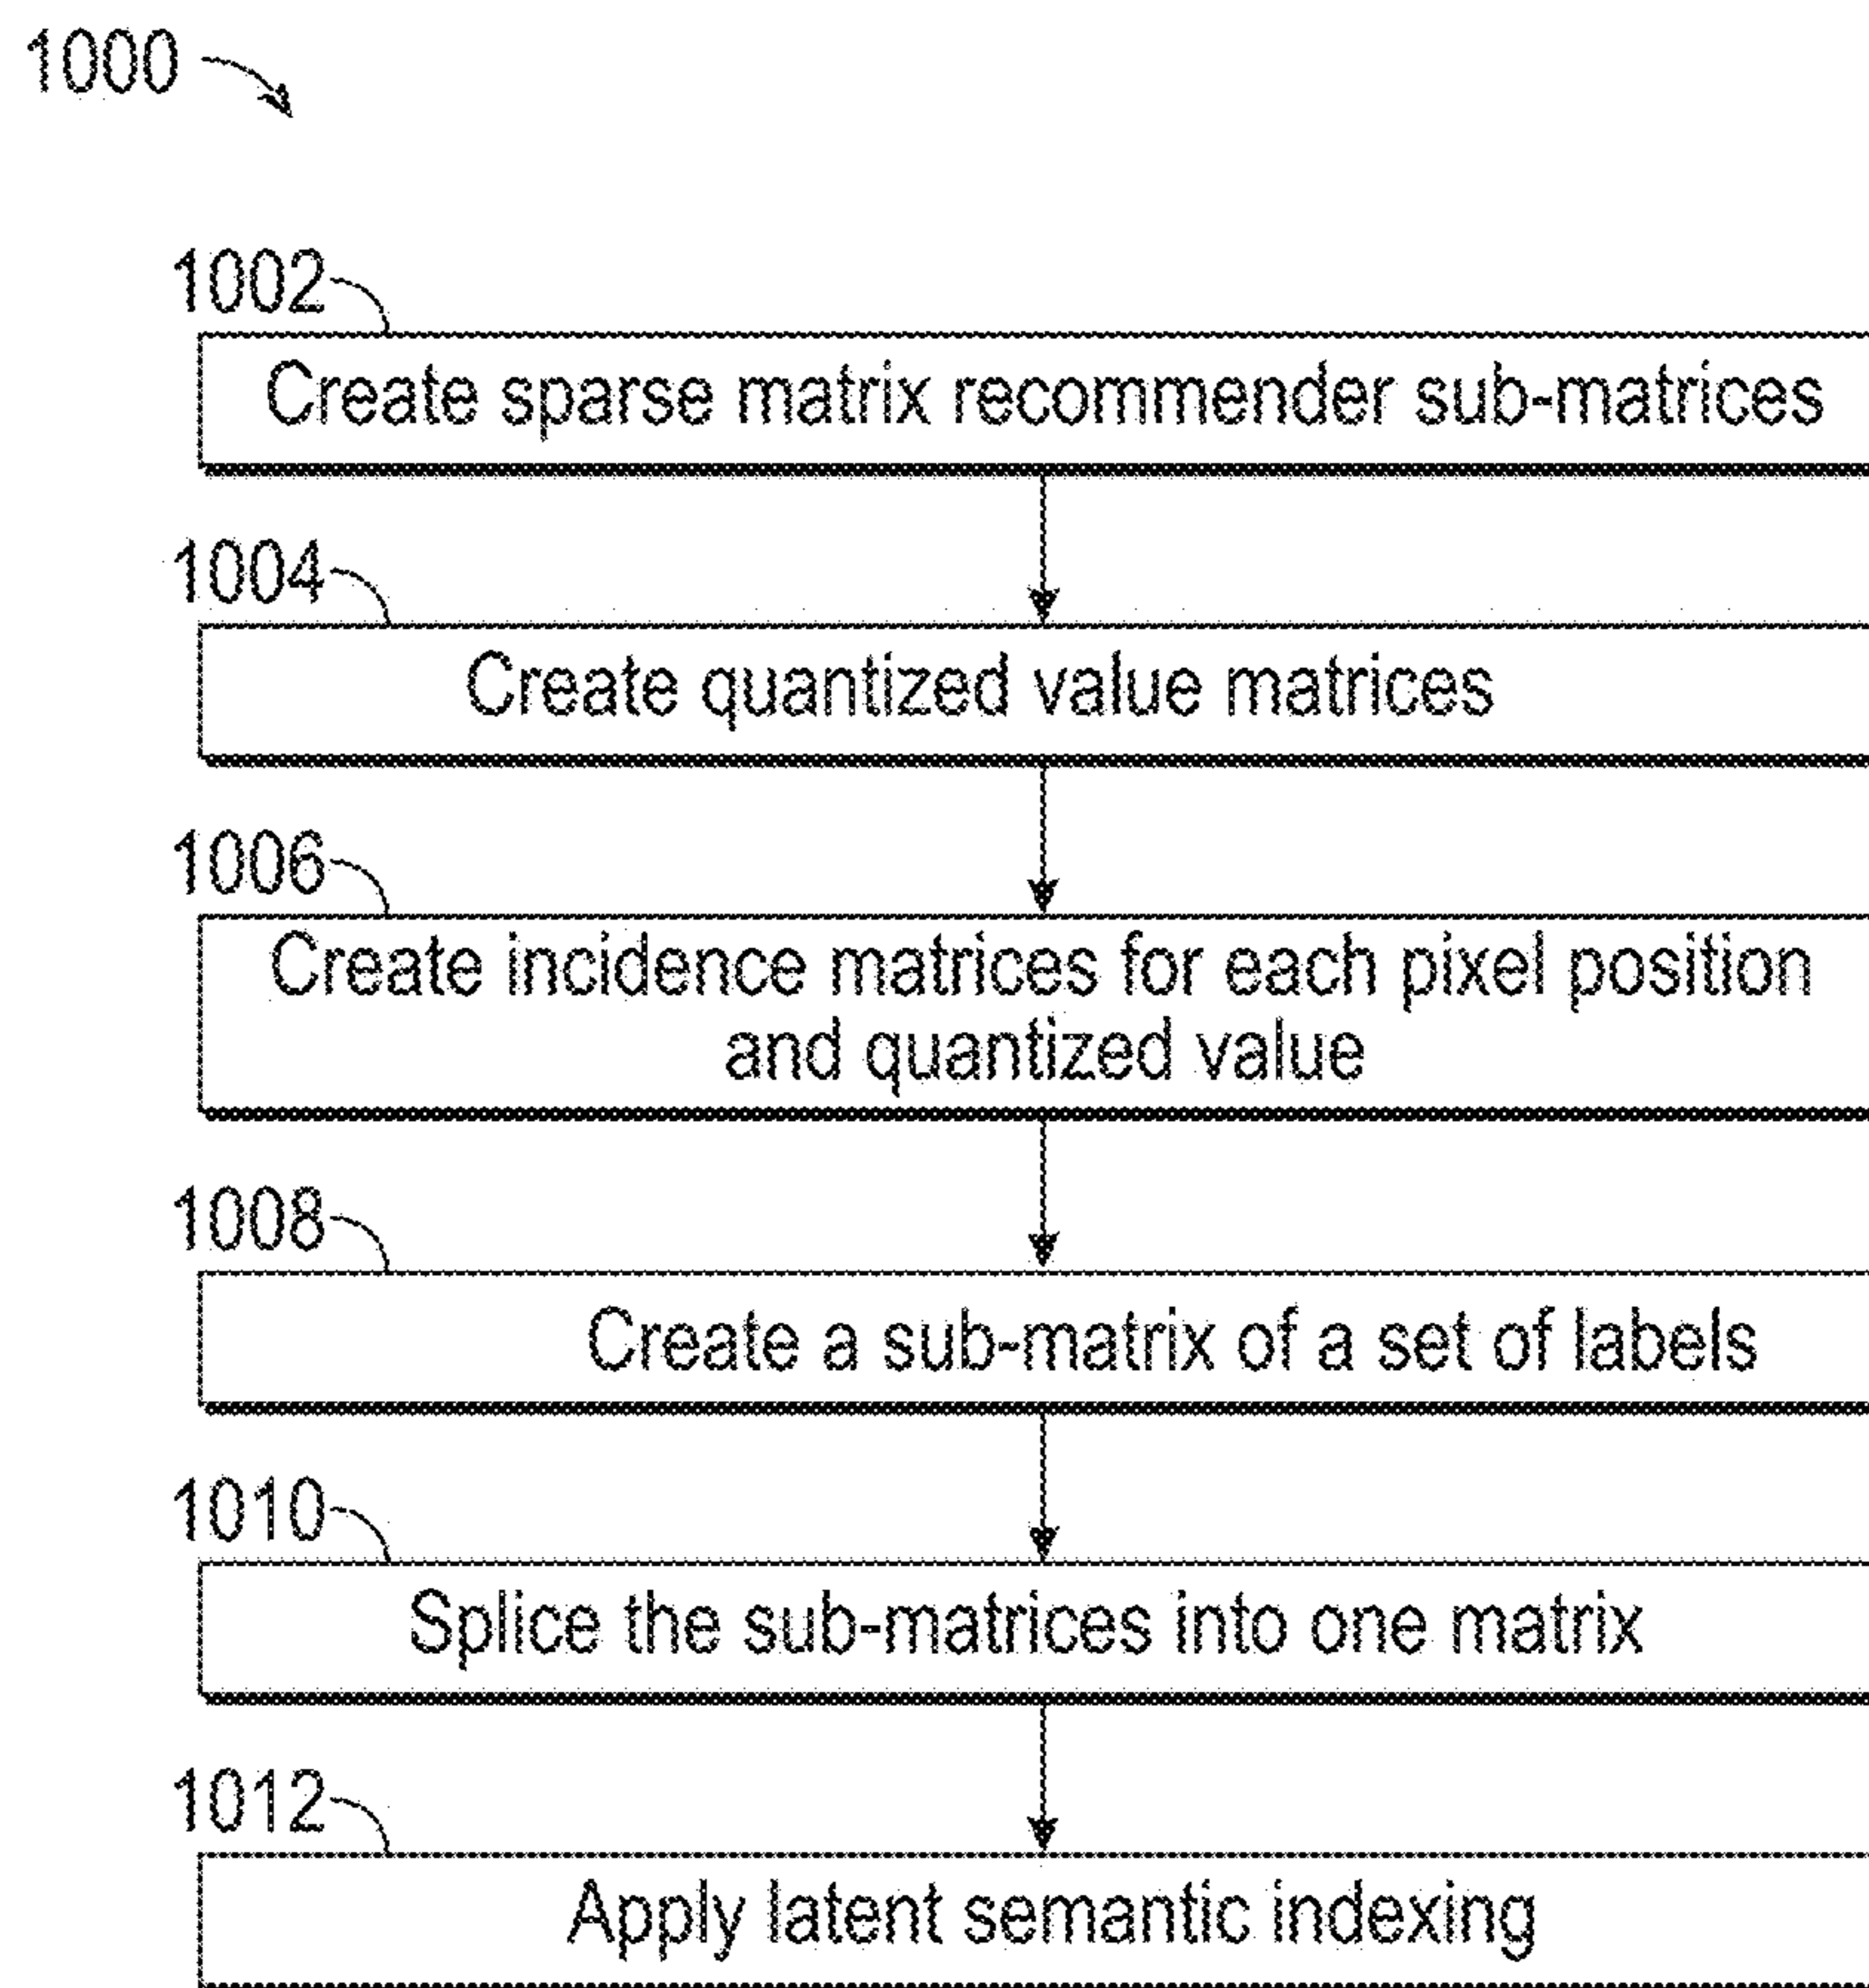 1000
1002
Create sparse matrix recommender sub-matrices
1004
Create quantized value matrices
1006
Create incidence matrices for each pixel position
and quantized value
1008
Create a sub-matrix of a set of labels
1010
Splice the sub-matrices into one matrix
1012
Apply latent semantic indexing